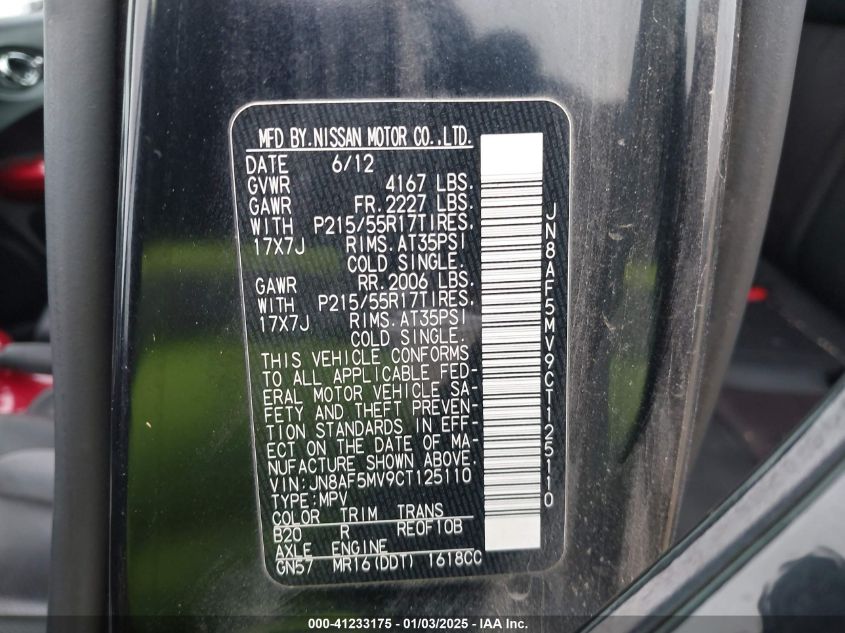 MFD BY.NISSAN MOTOR CO.,LTD.
DATE 6/12
GVWR 4167 LBS.
GAWR FR.2227 LBS.
WITH P215/55R17TIRES.
17X7J RIMS.AT35PSI
COLD SINGLE.
GAWR RR.2006 LBS.
WITH P215/55R17TIRES.
17X7J RIMS.AT35PSI
COLD SINGLE.
THIS VEHICLE CONFORMS
TO ALL APPLICABLE FED-
ERAL MOTOR VEHICLE SA-
FETY AND THEFT PREVEN-
TION STANDARDS IN EFF-
ECT ON THE DATE OF MA-
NUFACTURE SHOWN ABOVE.
VIN:JN8AF5MV9CT125110
TYPE:MPV
COLOR TRIM TRANS
B20 R RE0F10B
AXLE ENGINE
GN57 MR16(DDT) 1618CC
JN8AF5MV9CT125110
000-41233175 - 01/03/2025 - IAA Inc.